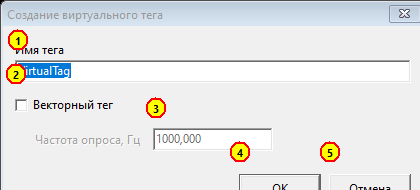 Создание виртуального тега
1
Имя тега
2
VirtualTag
Векторный тег
3
Частота опроса, Гц
1000,000
4
5
OK
Отмена